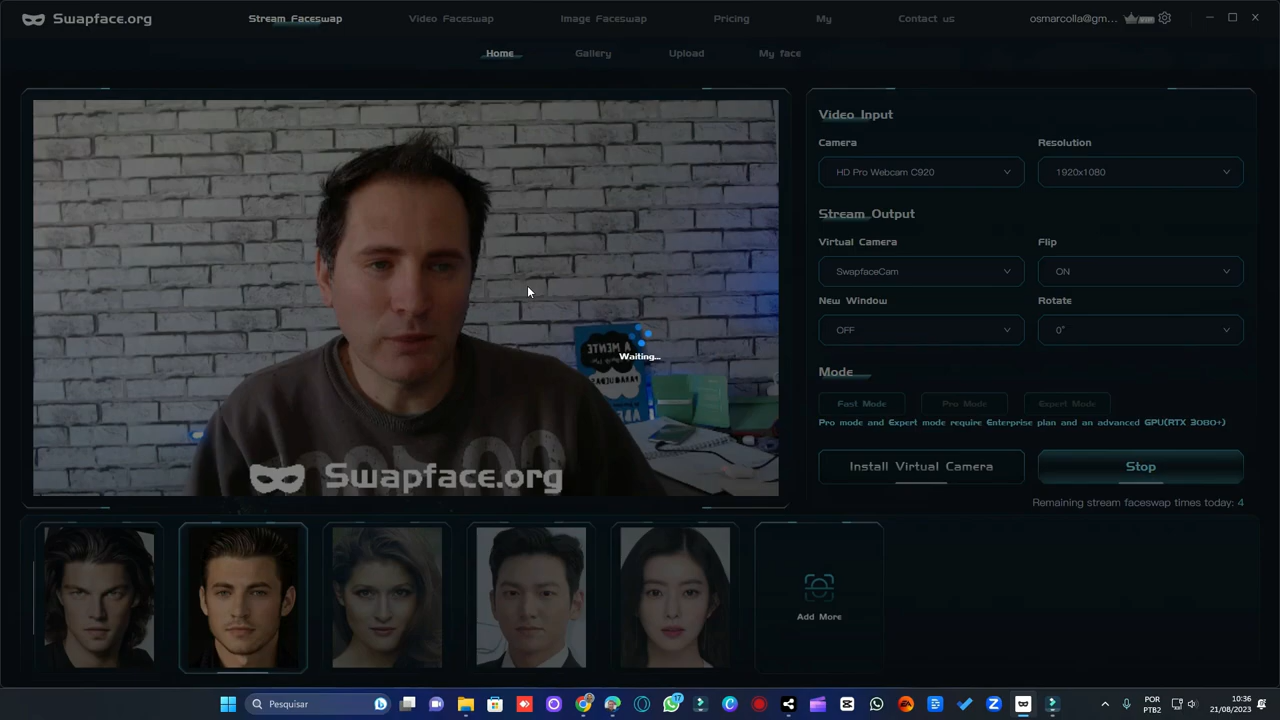 Swapface.org
Stream Faceswap
Video Faceswap
Image Faceswap
Pricing
My
Contact us
osmarcolla@gm...
Home
Gallery
Upload
My face
Video Input
Camera
Resolution
HD Pro Webcam C920
1920x1080
Stream Output
Virtual Camera
Flip
SwapfaceCam
ON
New Window
Rotate
OFF
0°
A MENTE
Waiting...
Mode
Fast Mode
Pro Mode
Expert Mode
Pro mode and Expert mode require Enterprise plan and an advanced GPU(RTX 3080+)
Install Virtual Camera
Stop
Swapface.org
Remaining stream faceswap times today: 4
Add More
Pesquisar
17
POR
PTB2
10:36
21/08/2023